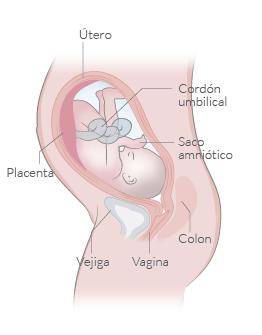 Útero
Cordón
umbilical
Saco
amniótico
Placenta
Colon
Vejiga
Vagina